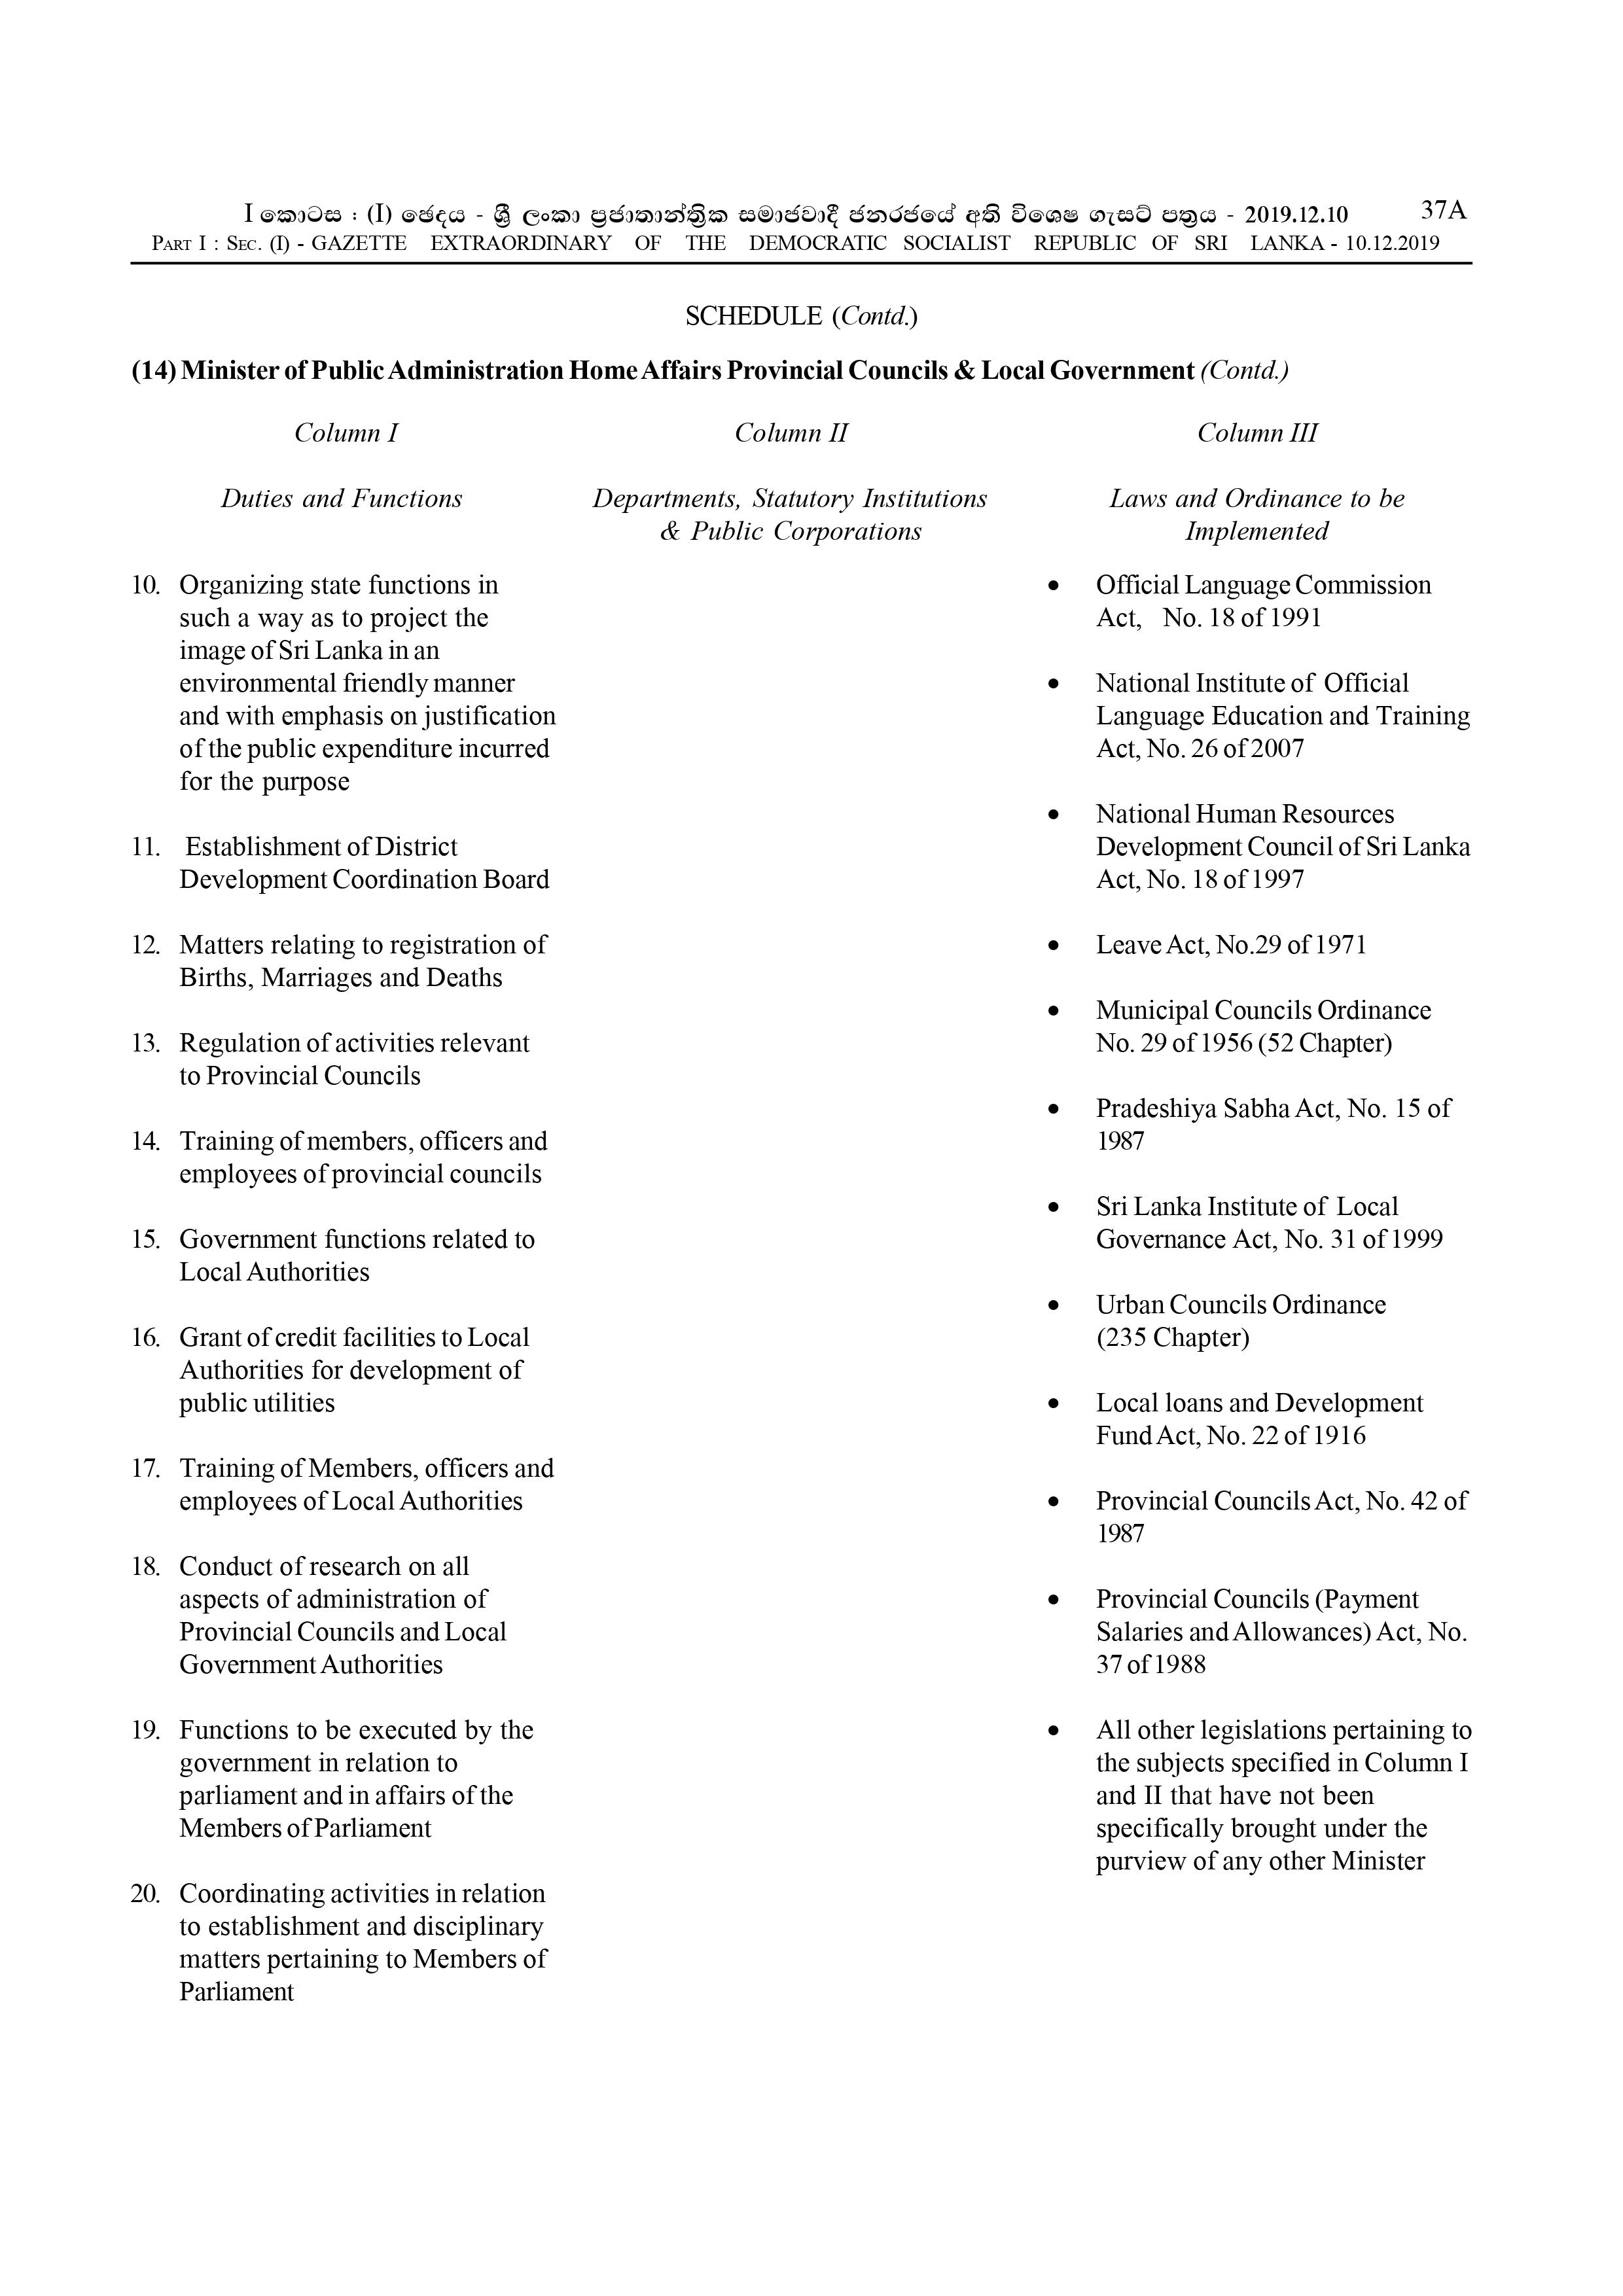 I කොටස : (I) ඡෙදය - ශ්‍රී ලංකා ප්‍රජාතාන්ත්‍රික සමාජවාදී ජනරජයේ අති විශෙෂ ගැසට් පත්‍රය - 2019.12.10 37A
PART I : SEC. (I) - GAZETTE EXTRAORDINARY OF THE DEMOCRATIC SOCIALIST REPUBLIC OF SRI LANKA - 10.12.2019
SCHEDULE (Contd.)
(14) Minister of Public Administration Home Affairs Provincial Councils & Local Government (Contd.)
Column I
Duties and Functions
10. Organizing state functions in
such a way as to project the
image of Sri Lanka in an
environmental friendly manner
and with emphasis on justification
of the public expenditure incurred
for the purpose
11. Establishment of District
Development Coordination Board
12. Matters relating to registration of
Births, Marriages and Deaths
13. Regulation of activities relevant
to Provincial Councils
14. Training of members, officers and
employees of provincial councils
15. Government functions related to
Local Authorities
16. Grant of credit facilities to Local
Authorities for development of
public utilities
17. Training of Members, officers and
employees of Local Authorities
18. Conduct of research on all
aspects of administration of
Provincial Councils and Local
Government Authorities
19. Functions to be executed by the
government in relation to
parliament and in affairs of the
Members of Parliament
20. Coordinating activities in relation
to establishment and disciplinary
matters pertaining to Members of
Parliament
Column II
Departments, Statutory Institutions
& Public Corporations
Column III
Laws and Ordinance to be
Implemented
• Official Language Commission
Act, No. 18 of 1991
• National Institute of Official
Language Education and Training
Act, No. 26 of 2007
• National Human Resources
Development Council of Sri Lanka
Act, No. 18 of 1997
• Leave Act, No.29 of 1971
• Municipal Councils Ordinance
No. 29 of 1956 (52 Chapter)
• Pradeshiya Sabha Act, No. 15 of
1987
• Sri Lanka Institute of Local
Governance Act, No. 31 of 1999
• Urban Councils Ordinance
(235 Chapter)
• Local loans and Development
Fund Act, No. 22 of 1916
• Provincial Councils Act, No. 42 of
1987
• Provincial Councils (Payment
Salaries and Allowances) Act, No.
37 of 1988
• All other legislations pertaining to
the subjects specified in Column I
and II that have not been
specifically brought under the
purview of any other Minister